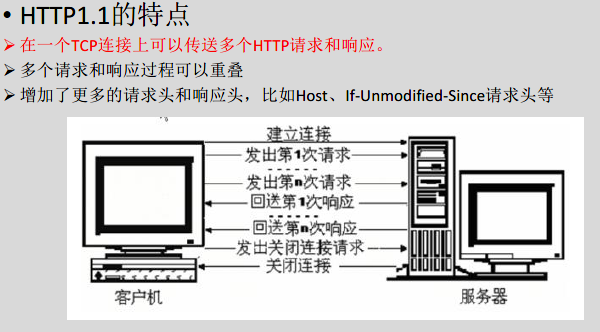 • HTTP1.1的特点
➢ 在一个TCP连接上可以传送多个HTTP请求和响应。
➢ 多个请求和响应过程可以重叠
➢ 增加了更多的请求头和响应头，比如Host、If-Unmodified-Since请求头等
建立连接
发出第1次请求
发出第n次请求
回送第1次响应
回送第n次响应
发出关闭连接请求
关闭连接
客户机
服务器